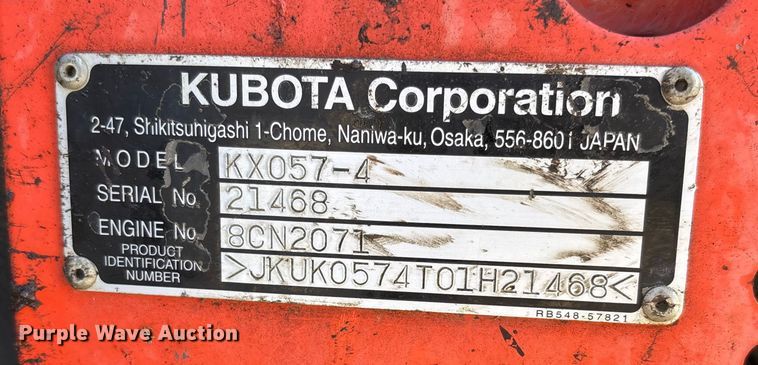 KUBOTA Corporation
2-47, Shikitsuhigashi 1-Chome, Naniwa-ku, Osaka, 556-8601 JAPAN
MODEL KX057-4
SERIAL No. 21468
ENGINE No. 8CN2071
PRODUCT
IDENTIFICATION
NUMBER >JKUK0574T01H21468<
RB548-57821
Purple Wave Auction